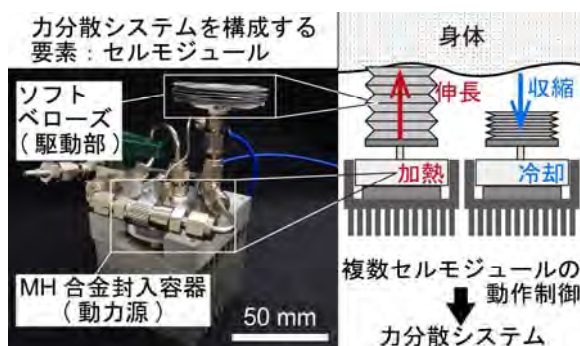 力分散システムを構成する
要素：セルモジュール
ソフト
ベローズ
（駆動部）
MH 合金封入容器
（動力源）
50 mm
身体
伸長
収縮
加熱
冷却
複数セルモジュールの
動作制御
力分散システム